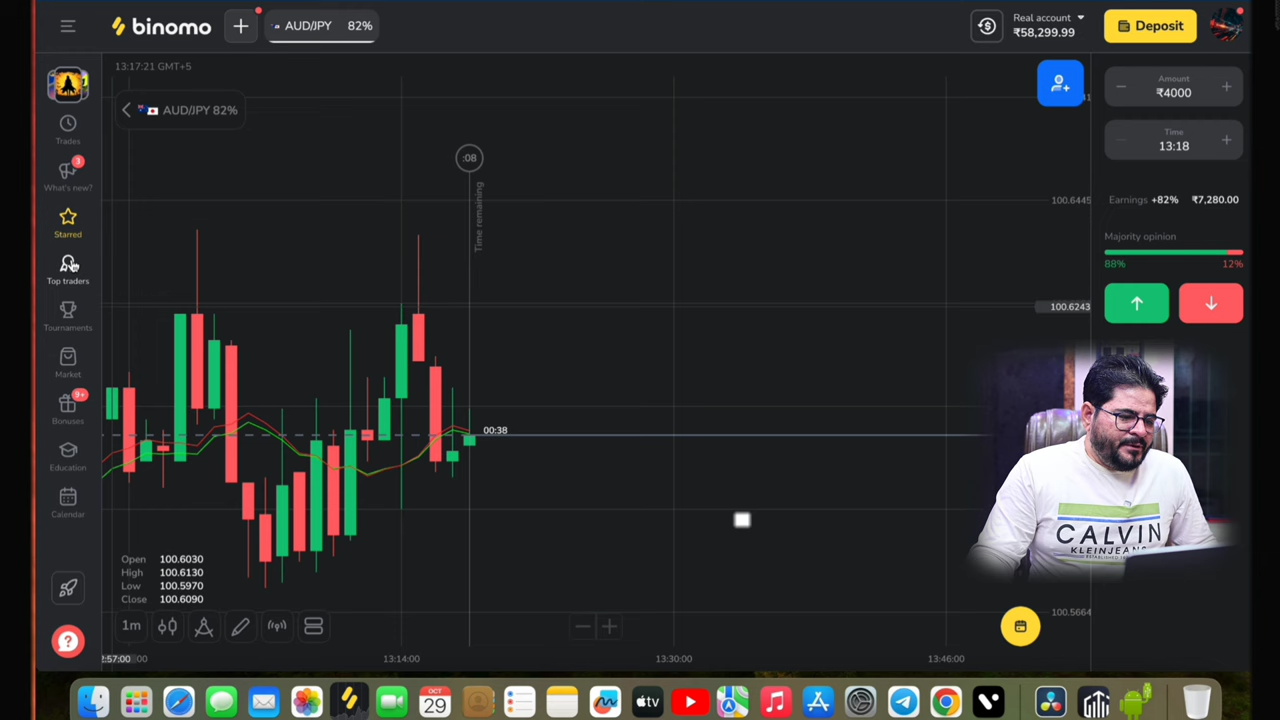 binomo
AUD/JPY 82%
Real account
₹58,299.99
Deposit
13:17:21 GMT+5
AUD/JPY 82%
Trades
3
What's new?
Starred
Top traders
Tournaments
Market
9+
Bonuses
Education
Calendar
:08
Time remaining
00:38
100.6445
100.6243
100.5664
Amount
₹4000
Time
13:18
Earnings +82% ₹7,280.00
Majority opinion
88% 12%
Open 100.6030
High 100.6130
Low 100.5970
Close 100.6090
1m
13:14:00
13:30:00
13:46:00
CALVIN
KLEINJEANS
OCT
29
tv